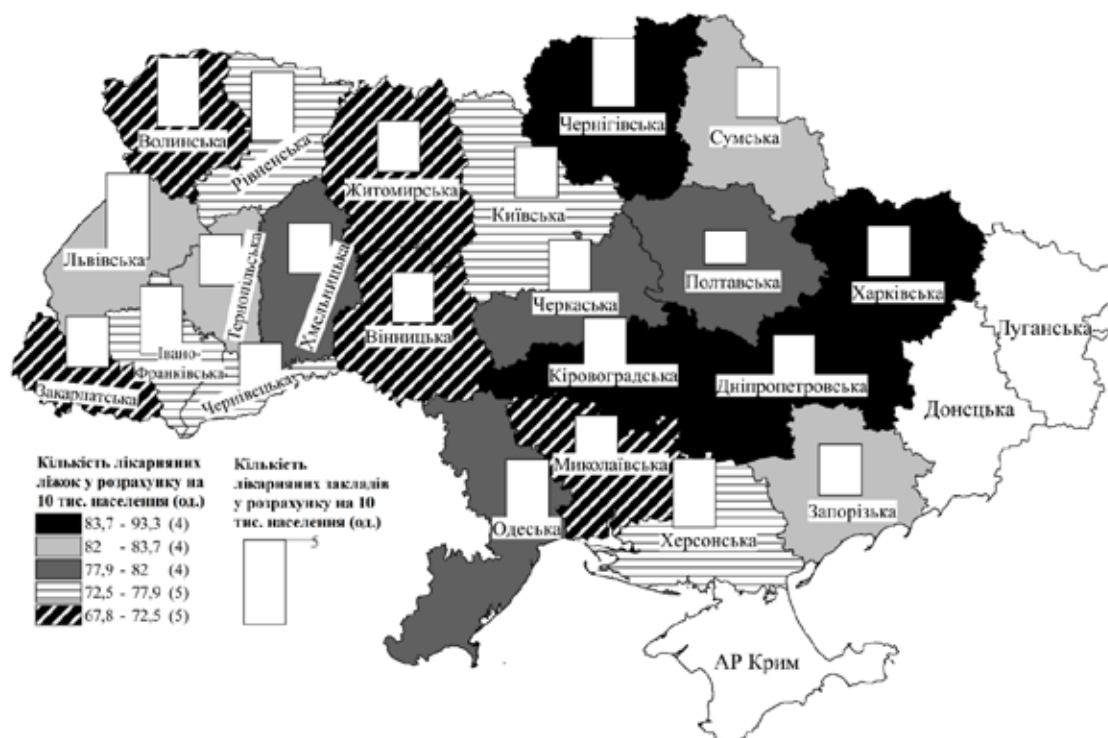 Чернігівська
Сумська
Волинська
Рівненська
Житомирська
Київська
Львівська
Тернопільська
Хмельницька
Черкаська
Полтавська
Харківська
Луганська
Вінницька
Івано-
Франківська
Закарпатська
Чернівецька
Кіровоградська
Дніпропетровська
Донецька
Миколаївська
Запорізька
Одеська
Херсонська
АР Крим
Кількість лікарняних
ліжок у розрахунку на
10 тис. населення (од.)
83,7 - 93,3 (4)
82 - 83,7 (4)
77,9 - 82 (4)
72,5 - 77,9 (5)
67,8 - 72,5 (5)
Кількість
лікарняних закладів
у розрахунку на 10
тис. населення (од.)
5